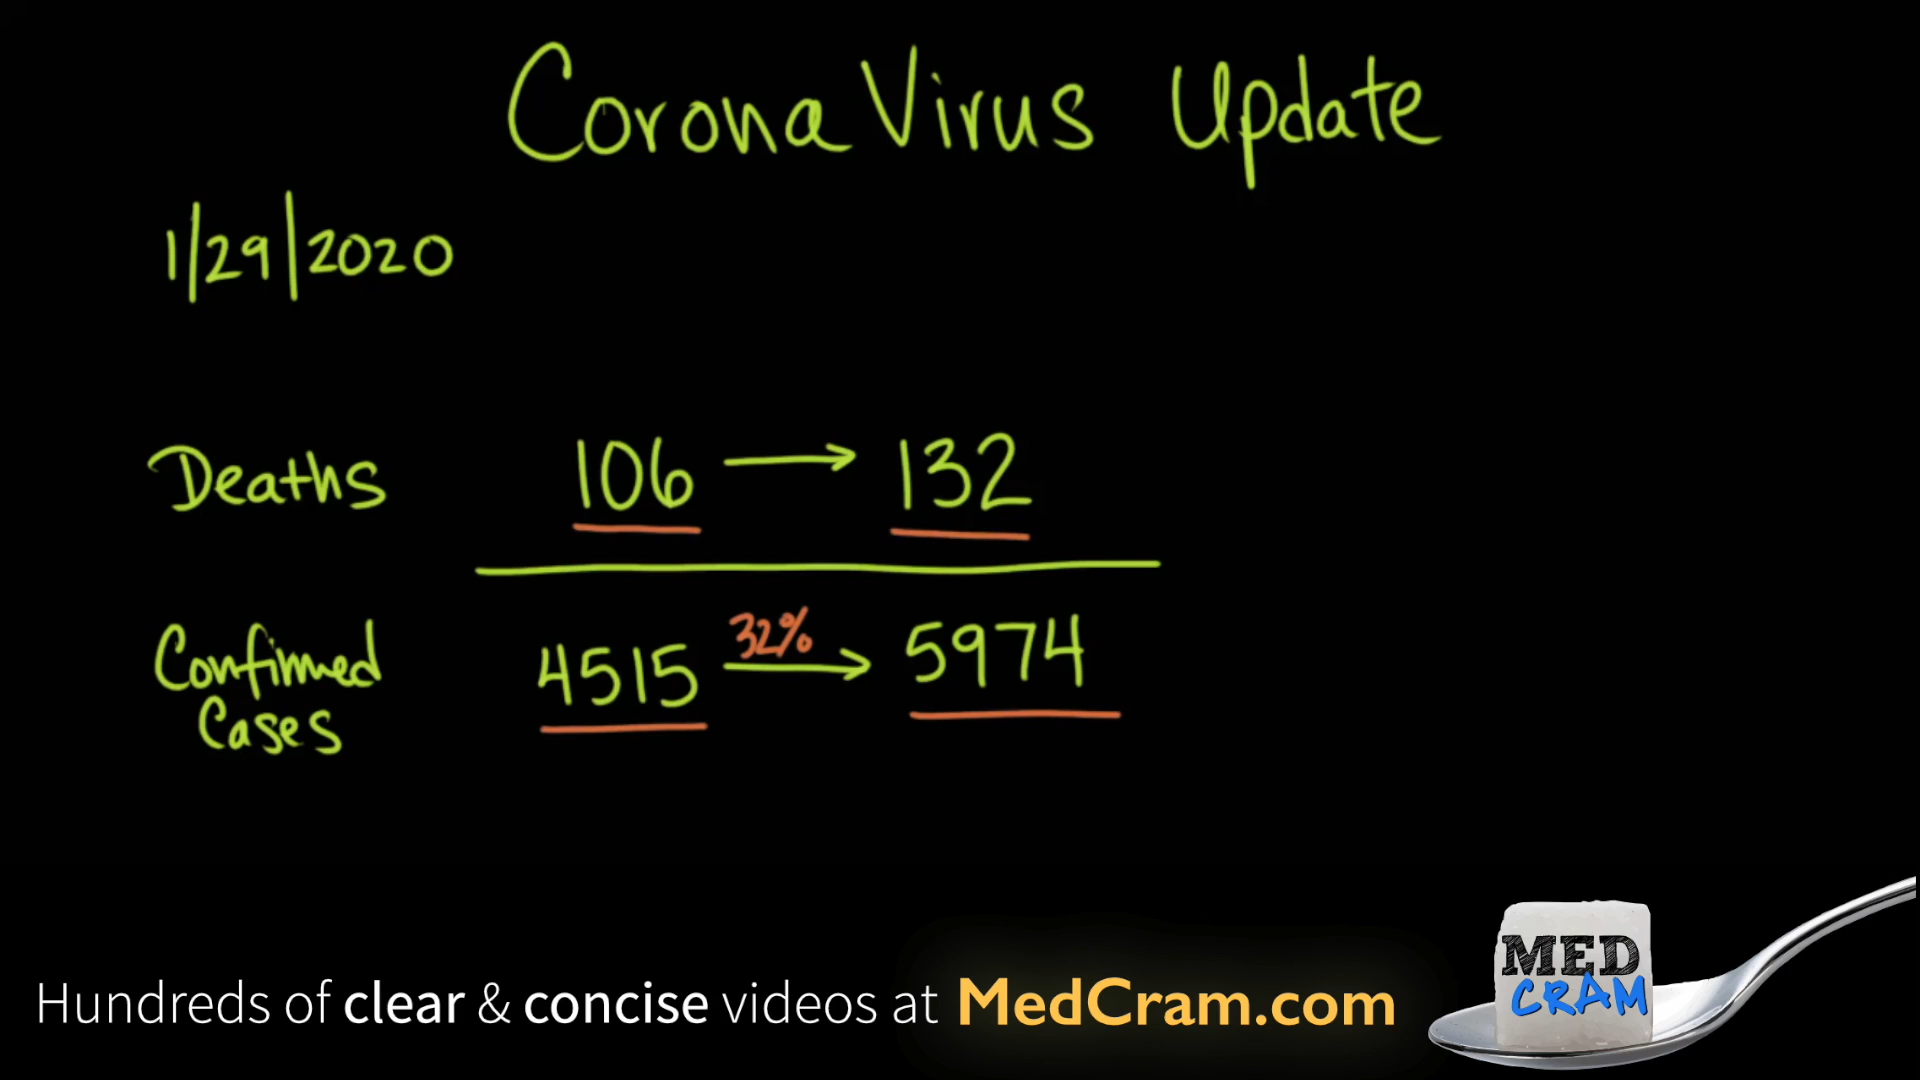 Corona Virus Update
1/29/2020
Deaths 106 → 132
32%
Confirmed 4515 → 5974
Cases
Hundreds of clear & concise videos at MedCram.com
MED
CRAM